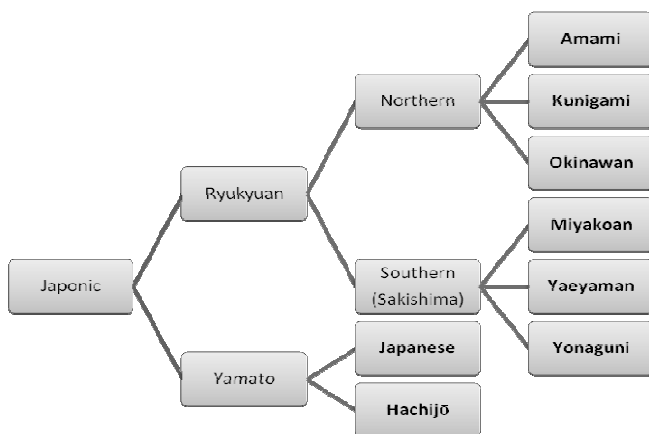 Amami
Northern
Kunigami
Okinawan
Ryukyuan
Miyakoan
Japonic
Southern
(Sakishima)
Yaeyaman
Japanese
Yonaguni
Yamato
Hachijō